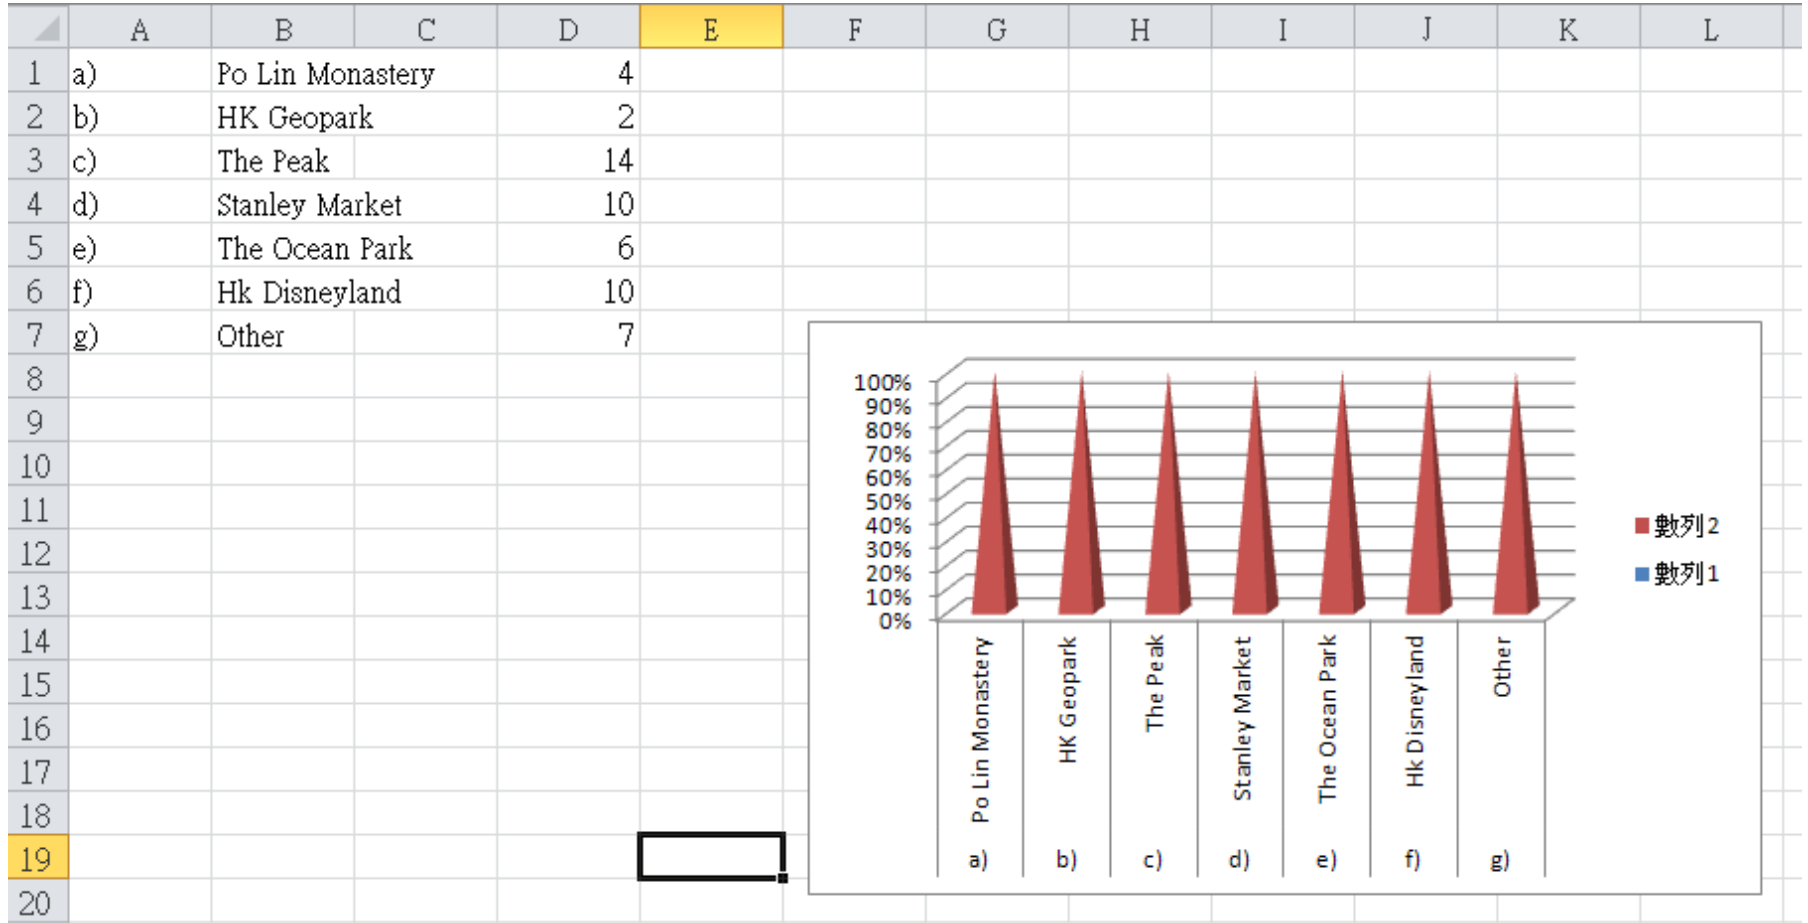 A B C D E F G H I J K L
1 a) Po Lin Monastery 4
2 b) HK Geopark 2
3 c) The Peak 14
4 d) Stanley Market 10
5 e) The Ocean Park 6
6 f) Hk Disneyland 10
7 g) Other 7
8
9
10
11
12
13
14
15
16
17
18
19
20
100%
90%
80%
70%
60%
50%
40%
30%
20%
10%
0%
Po Lin Monastery
HK Geopark
The Peak
Stanley Market
The Ocean Park
Hk Disneyland
Other
a) b) c) d) e) f) g)
數列2
數列1